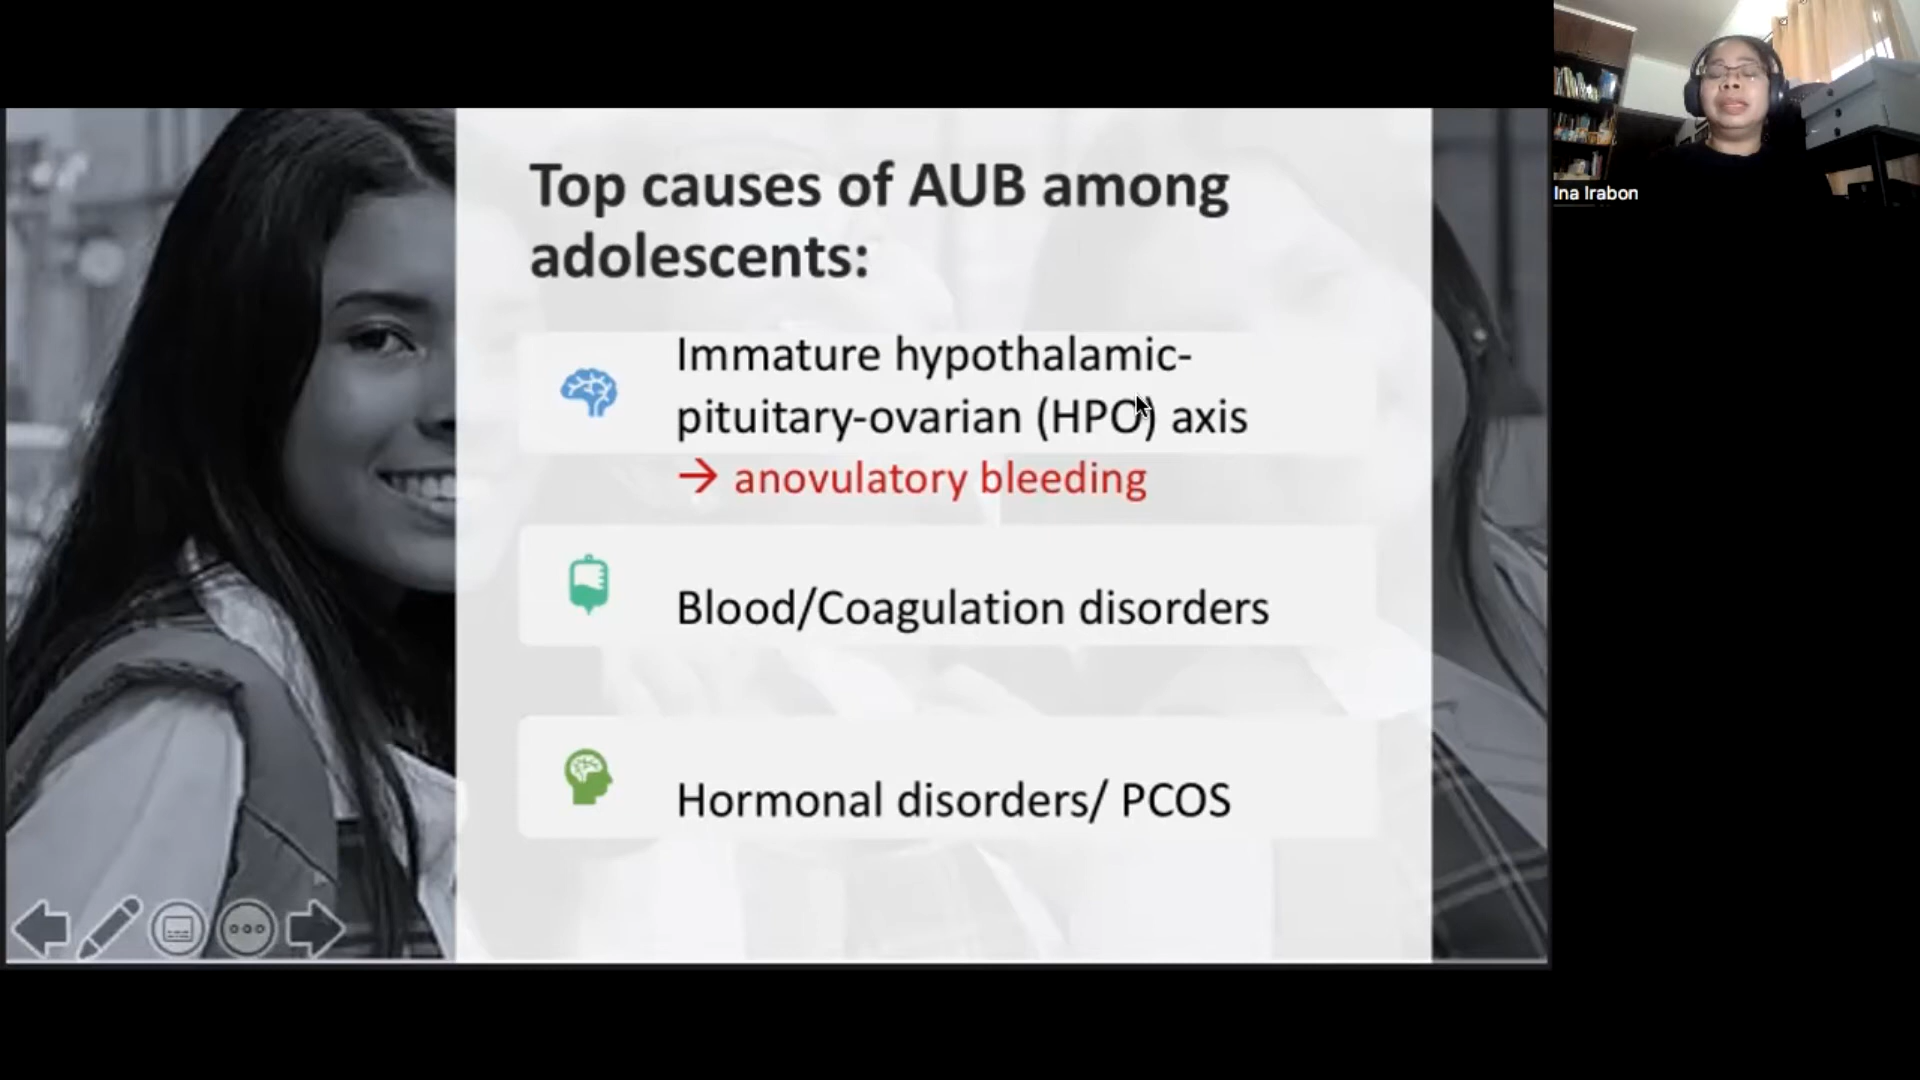 Top causes of AUB among
adolescents:
Immature hypothalamic-
pituitary-ovarian (HPO) axis
→ anovulatory bleeding
Blood/Coagulation disorders
Hormonal disorders/ PCOS
Ina Irabon